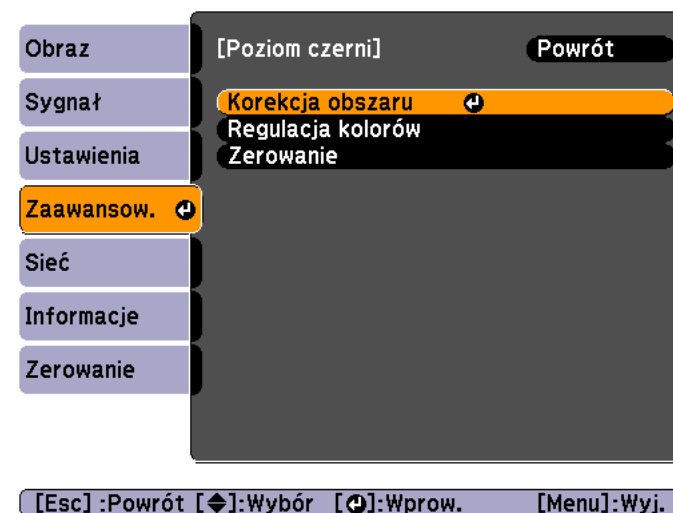 Obraz
Sygnał
Ustawienia
Zaawansow.
Sieć
Informacje
Zerowanie
[Poziom czerni] Powrót
Korekcja obszaru
Regulacja kolorów
Zerowanie
[Esc] :Powrót [◆]:Wybór [⏎]:Wprow. [Menu]:Wyj.